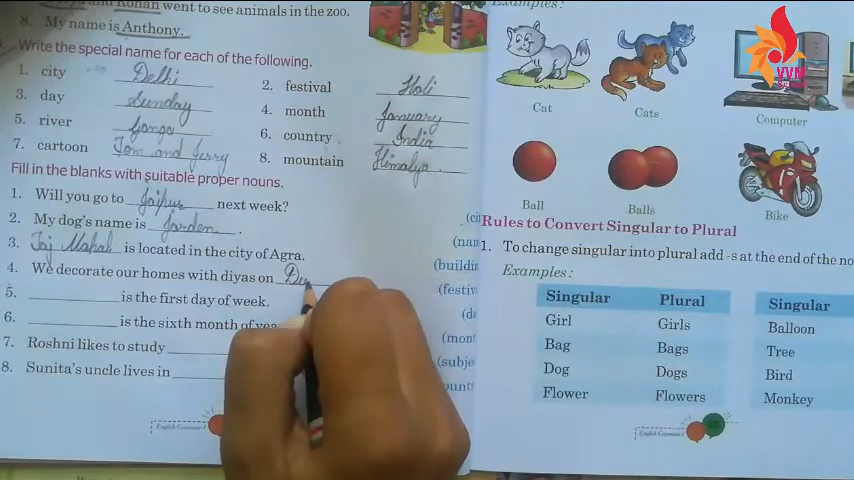 and Rohan went to see animals in the zoo.
8. My name is Anthony.
Write the special name for each of the following.
1. city Delhi 2. festival Holi
3. day Sunday 4. month January
5. river Ganga 6. country India
7. cartoon Tom and Jerry 8. mountain Himalya.
Fill in the blanks with suitable proper nouns.
1. Will you go to Jaipur next week?
2. My dog's name is Jorden.
3. Taj Mahal is located in the city of Agra.
4. We decorate our homes with diyas on
5. is the first day of week.
6. is the sixth month of
7. Roshni likes to study
8. Sunita's uncle lives in
English Grammar-1
Examples:
VVM
Cat Cats Computer
Ball Balls Bike
Rules to Convert Singular to Plural
1. To change singular into plural add -s at the end of the no
Examples:
Singular Plural Singular
Girl Girls Balloon
Bag Bags Tree
Dog Dogs Bird
Flower Flowers Monkey
English Grammar-1